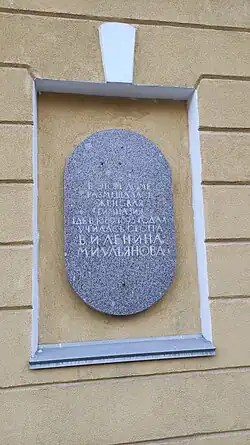 В ЭТОМ ДОМЕ
РАЗМЕЩАЛАСЬ
ЖЕНСКАЯ
ГИМНАЗИЯ
ГДЕ В
ГОДАХ
УЧИЛАСЬ СЕСТРА
В.И.ЛЕНИНА
М.И.УЛЬЯНОВА